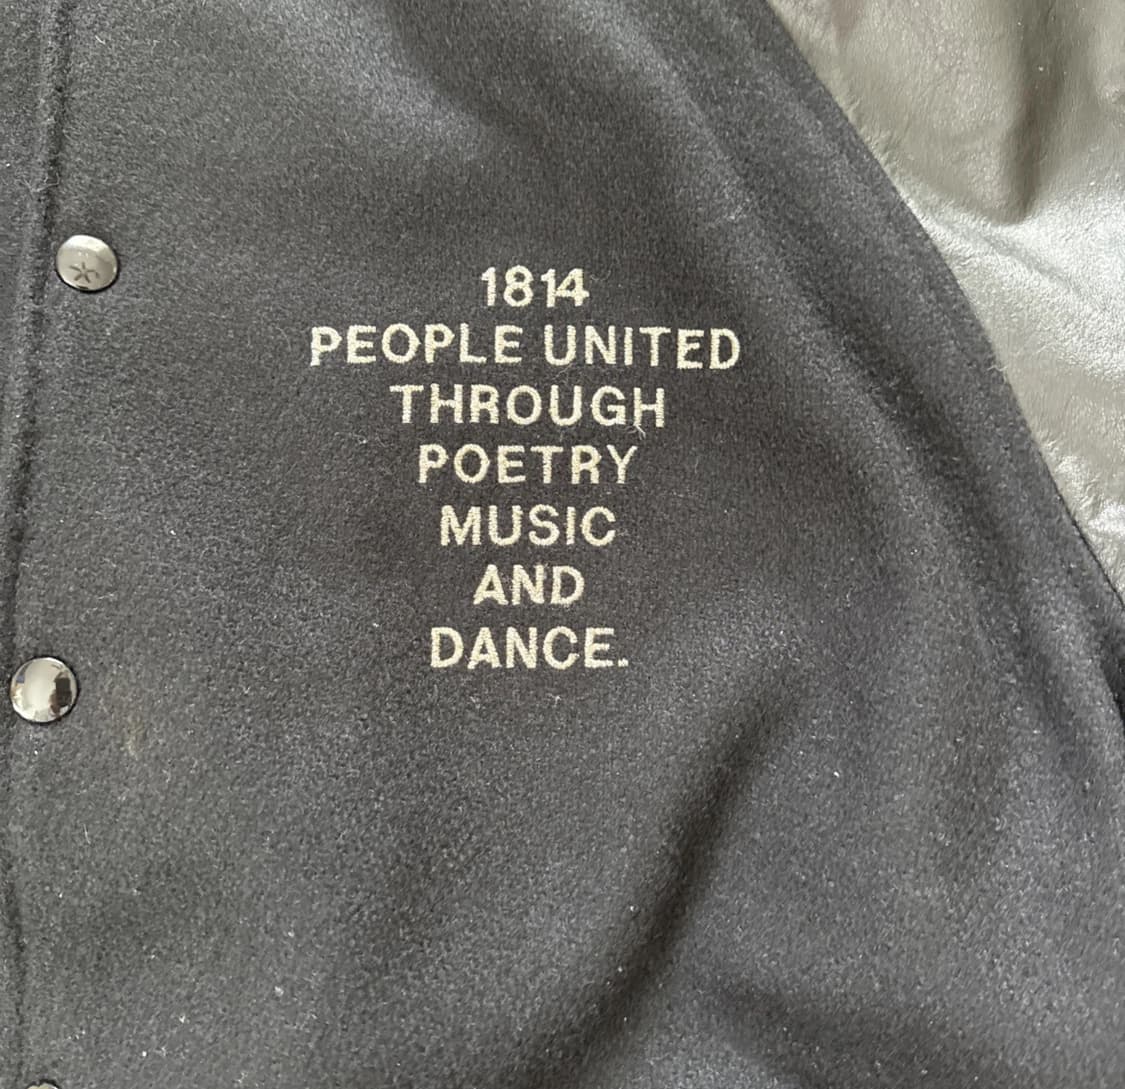 1814
PEOPLE UNITED
THROUGH
POETRY
MUSIC
AND
DANCE.